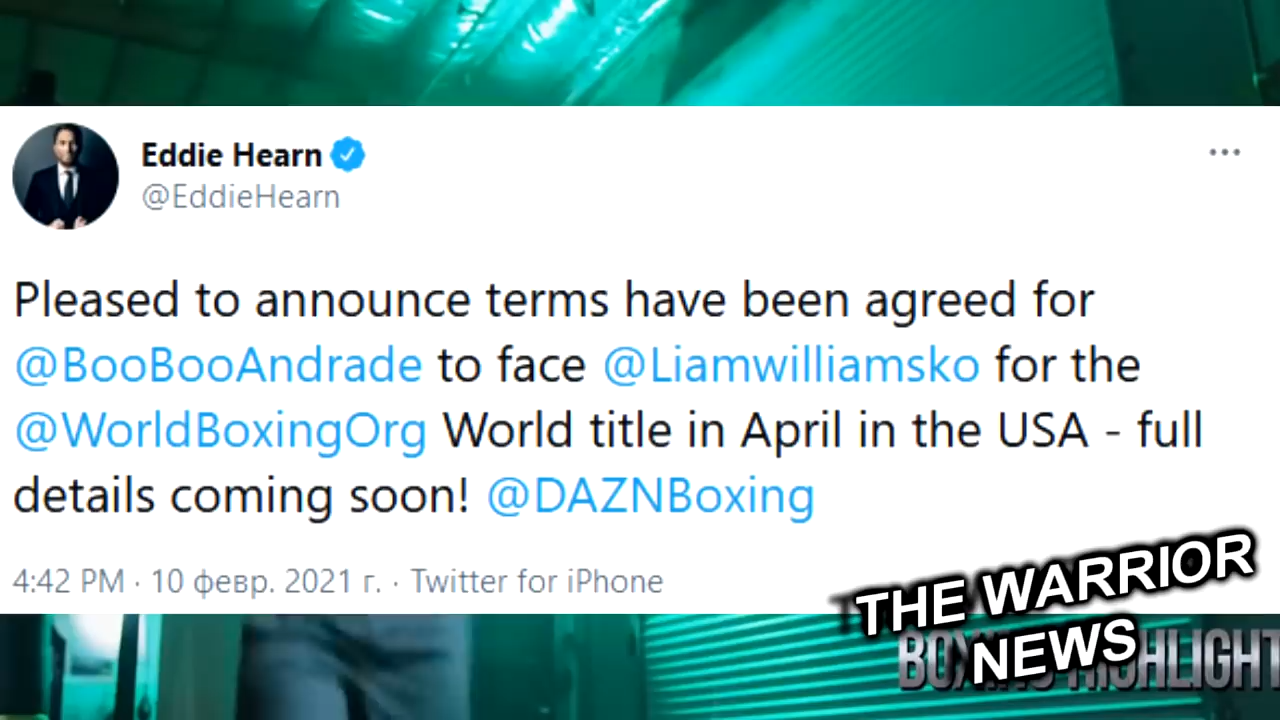 Eddie Hearn
@EddieHearn
Pleased to announce terms have been agreed for
@BooBooAndrade to face @Liamwilliamsko for the
@WorldBoxingOrg World title in April in the USA - full
details coming soon! @DAZNBoxing
4:42 PM · 10 февр. 2021 г. · Twitter for iPhone
THE WARRIOR
NEWS